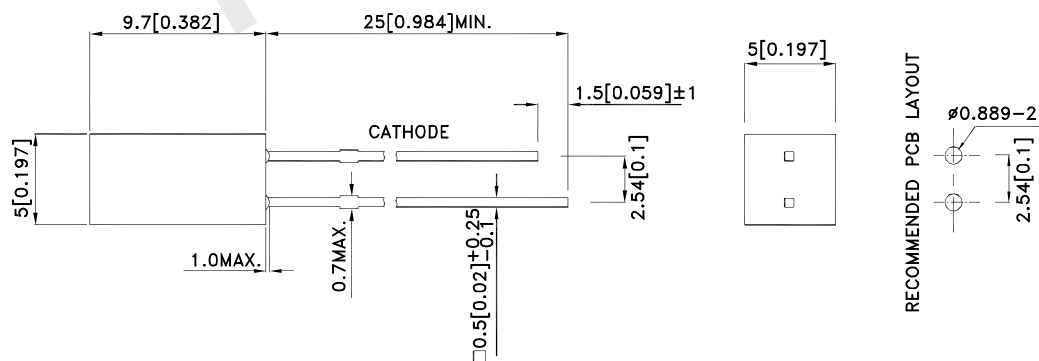 9.7[0.382]
25[0.984]MIN.
1.5[0.059]±1
CATHODE
5[0.197]
2.54[0.1]
1.0MAX.
0.7MAX.
□0.5[0.02]+0.25
-0.1
5[0.197]
RECOMMENDED PCB LAYOUT
ø0.889-2
2.54[0.1]